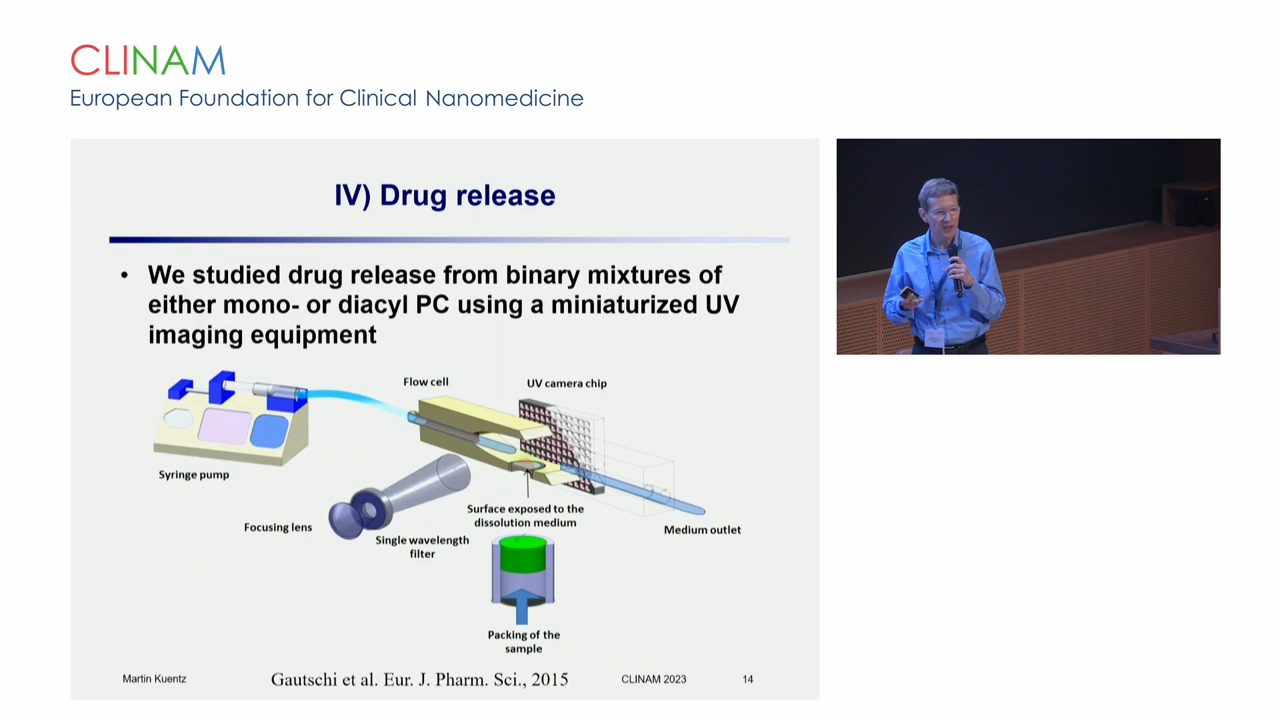 CLINAM
European Foundation for Clinical Nanomedicine
IV) Drug release
• We studied drug release from binary mixtures of
either mono- or diacyl PC using a miniaturized UV
imaging equipment
Flow cell
UV camera chip
Syringe pump
Surface exposed to the
dissolution medium
Focusing lens
Medium outlet
Single wavelength
filter
Packing of the
sample
Martin Kuentz
Gautschi et al. Eur. J. Pharm. Sci., 2015
CLINAM 2023
14